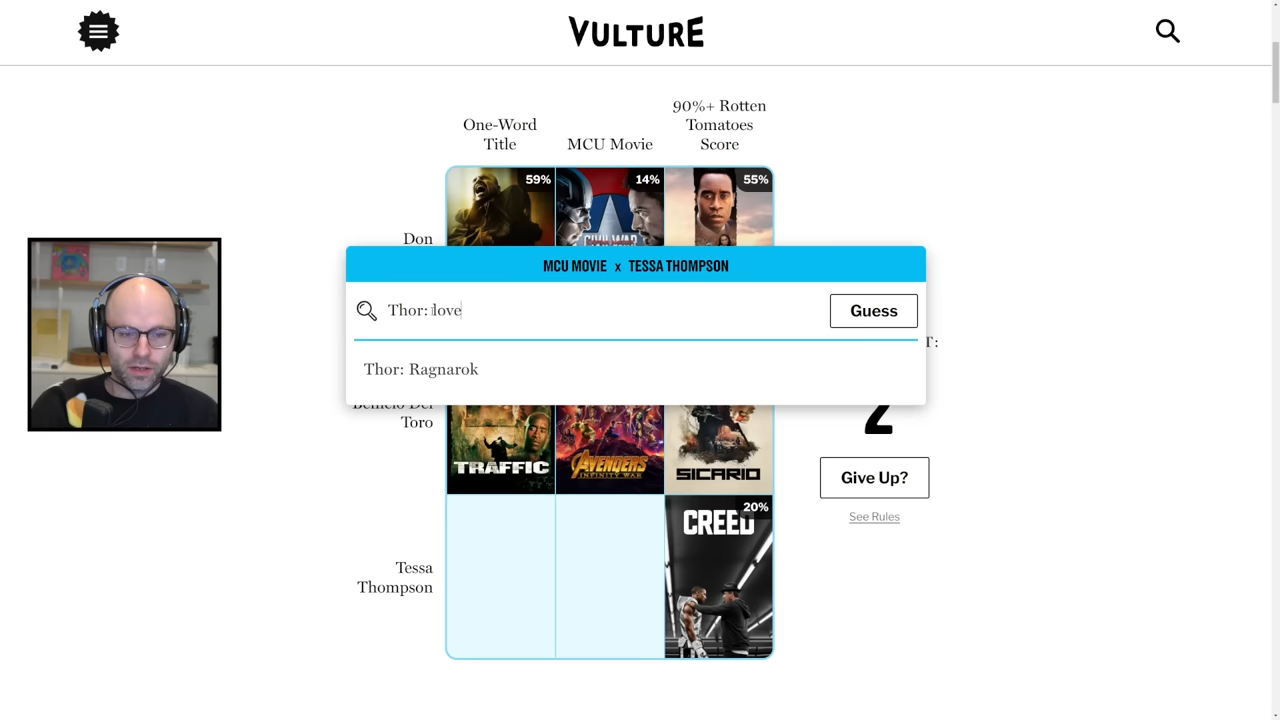 VULTURE
90%+ Rotten
One-Word
Tomatoes
Title
MCU Movie
Score
59%
14%
55%
Don
CIVIL WAR
MCU MOVIE x TESSA THOMPSON
Thor: love
Guess
T:
Thor: Ragnarok
Benicio Del
Toro
TRAFFIC
AVENGERS
INFINITY WAR
SICARIO
2
Give Up?
See Rules
20%
CREED
Tessa
Thompson